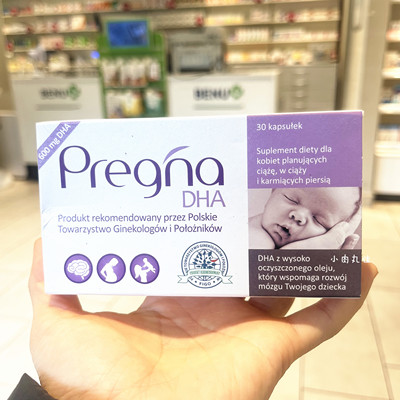 BENU
BENU
600 mg DHA
Pregna
DHA
Produkt rekomendowany przez Polskie
Towarzystwo Ginekologów i Położników
30 kapsułek
Suplement diety dla
kobiet planujących
ciążę, w ciąży
i karmiących piersią
DHA z wysoko
oczyszczonego oleju,
który wspomaga rozwój
mózgu Twojego dziecka
FIGO
小肉丸